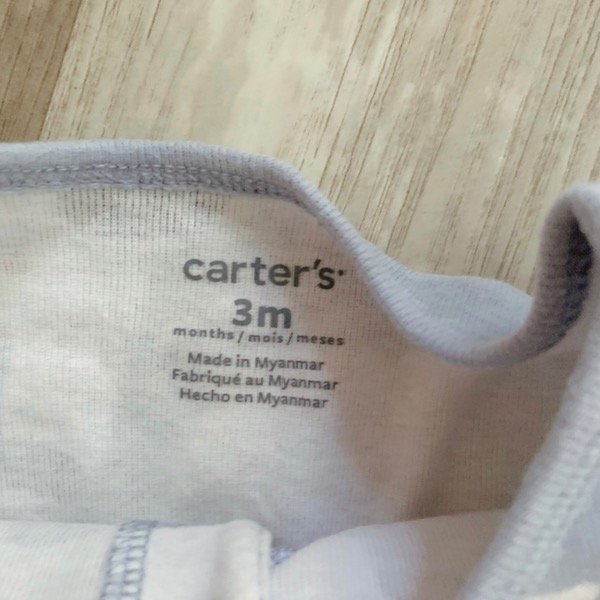 carter's
3m
months / mois / meses
Made in Myanmar
Fabriqué au Myanmar
Hecho en Myanmar